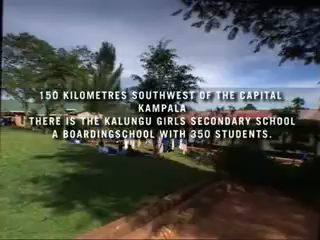 150 KILOMETRES SOUTHWEST OF THE CAPITAL
KAMPALA
THERE IS THE KALUNGU GIRLS SECONDARY SCHOOL
A BOARDINGSCHOOL WITH 350 STUDENTS.